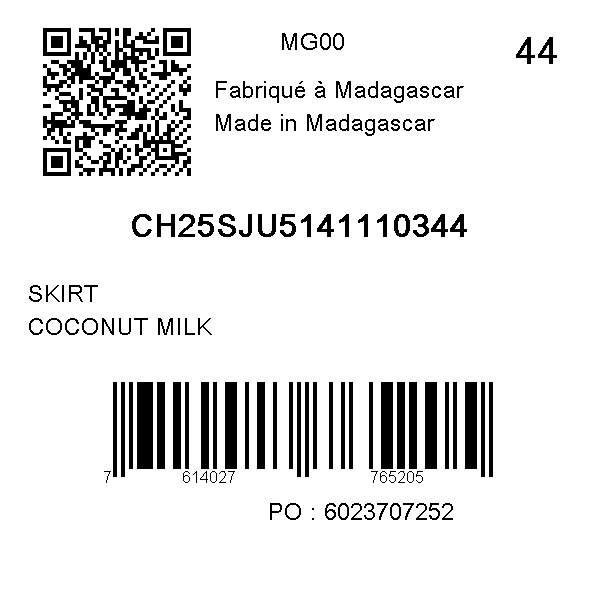 MG00
44
Fabriqué à Madagascar
Made in Madagascar
CH25SJU5141110344
SKIRT
COCONUT MILK
7 614027 765205
PO : 6023707252